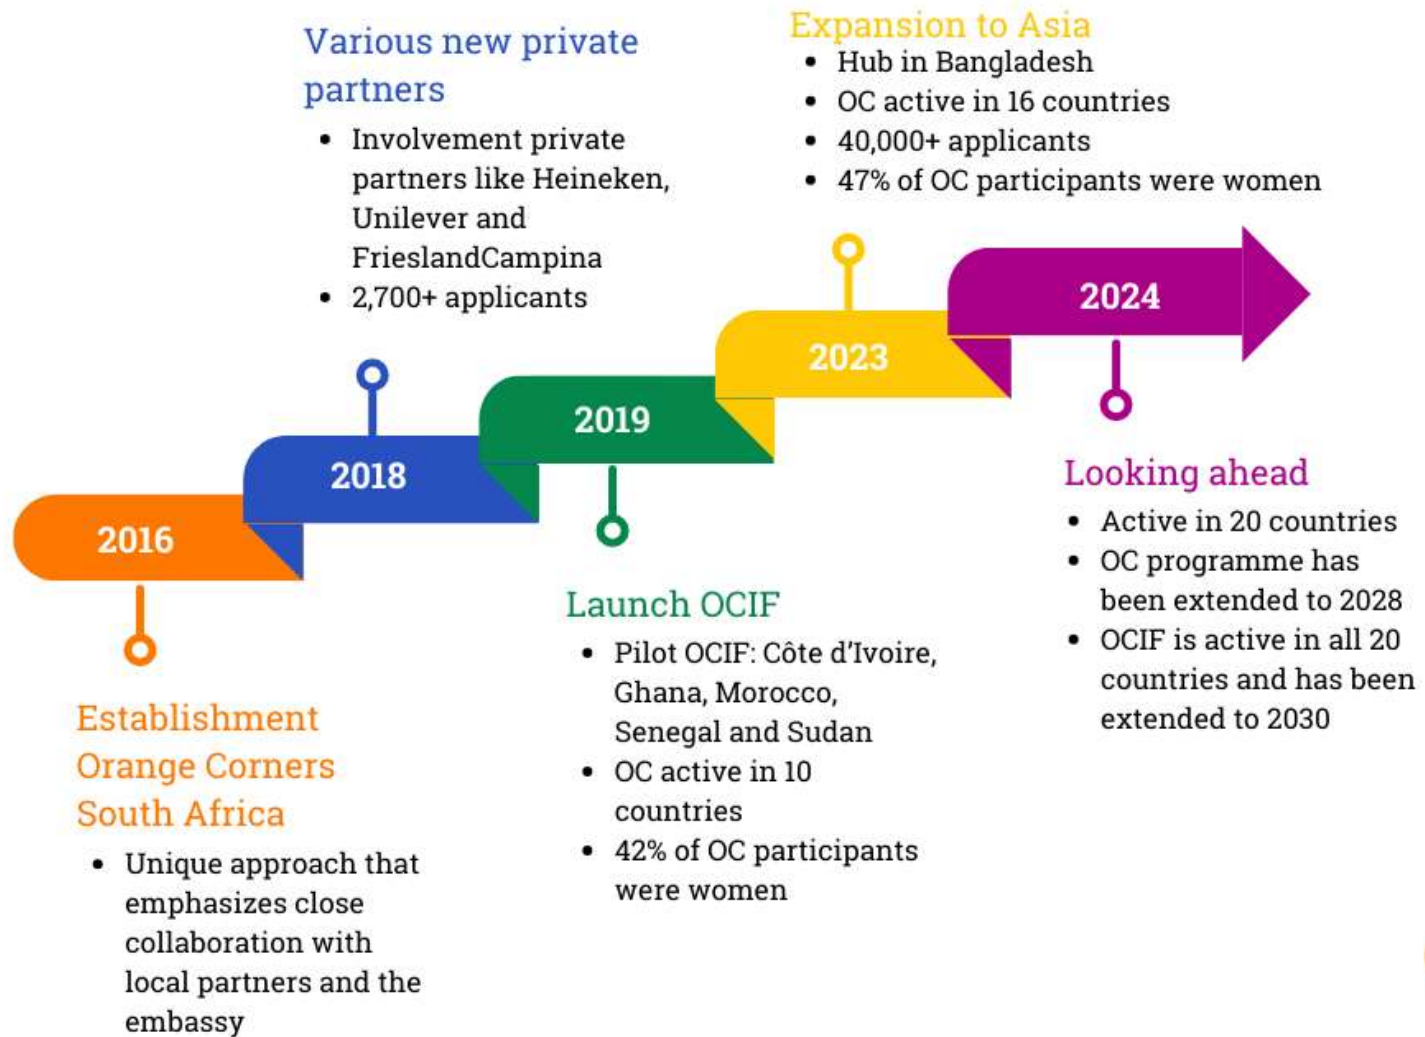 2016
Establishment
Orange Corners
South Africa
• Unique approach that
emphasizes close
collaboration with
local partners and the
embassy
2018
Various new private
partners
• Involvement private
partners like Heineken,
Unilever and
FrieslandCampina
• 2,700+ applicants
2019
Launch OCIF
• Pilot OCIF: Côte d'Ivoire,
Ghana, Morocco,
Senegal and Sudan
• OC active in 10
countries
• 42% of OC participants
were women
2023
Expansion to Asia
• Hub in Bangladesh
• OC active in 16 countries
• 40,000+ applicants
• 47% of OC participants were women
2024
Looking ahead
• Active in 20 countries
• OC programme has
been extended to 2028
• OCIF is active in all 20
countries and has been
extended to 2030